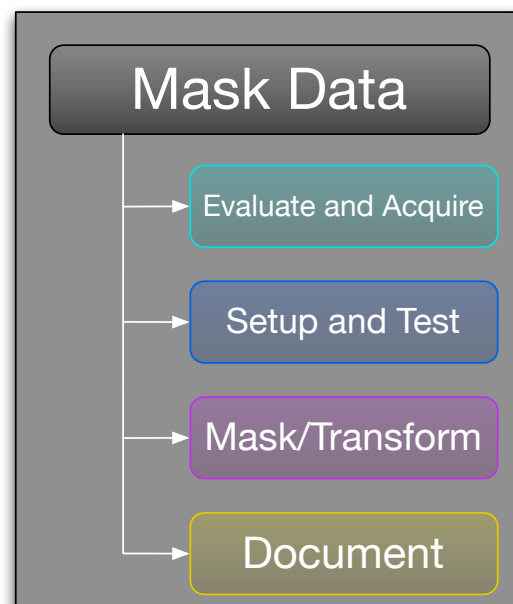 Mask Data
Evaluate and Acquire
Setup and Test
Mask/Transform
Document